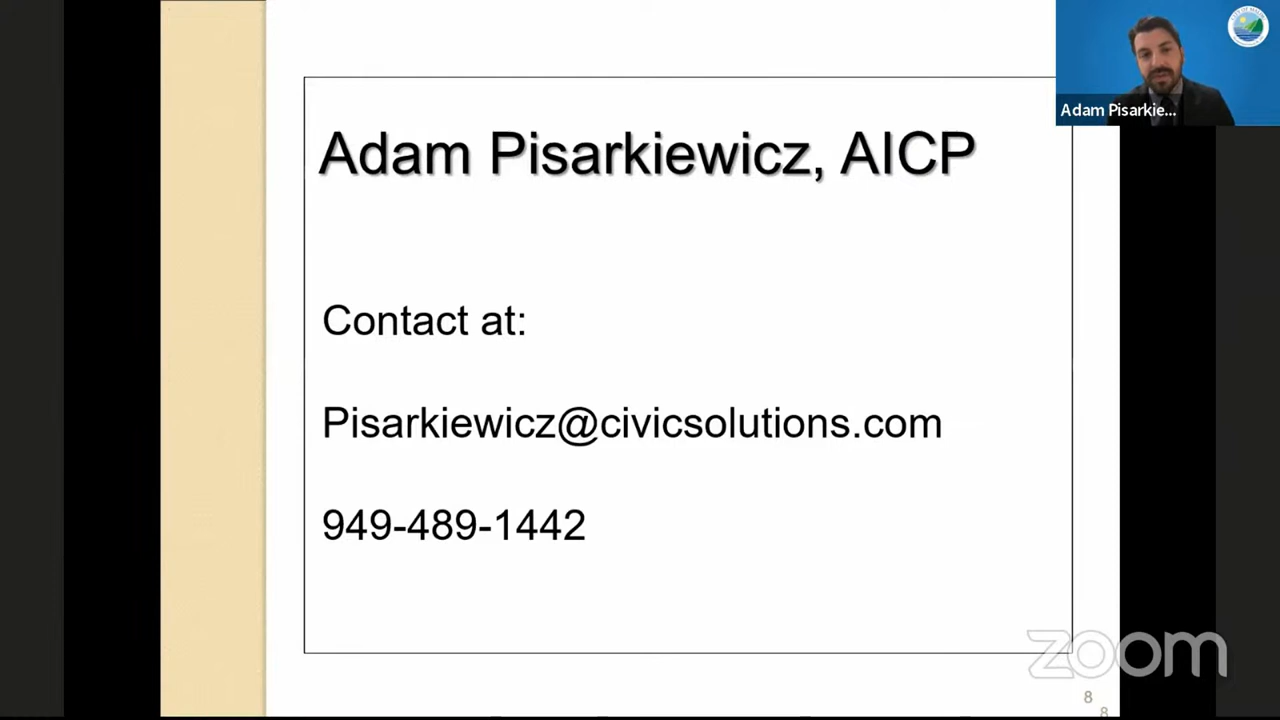 Adam Pisarkiewicz, AICP
Adam Pisarkie...
Contact at:
Pisarkiewicz@civicsolutions.com
949-489-1442
zoom
8
8